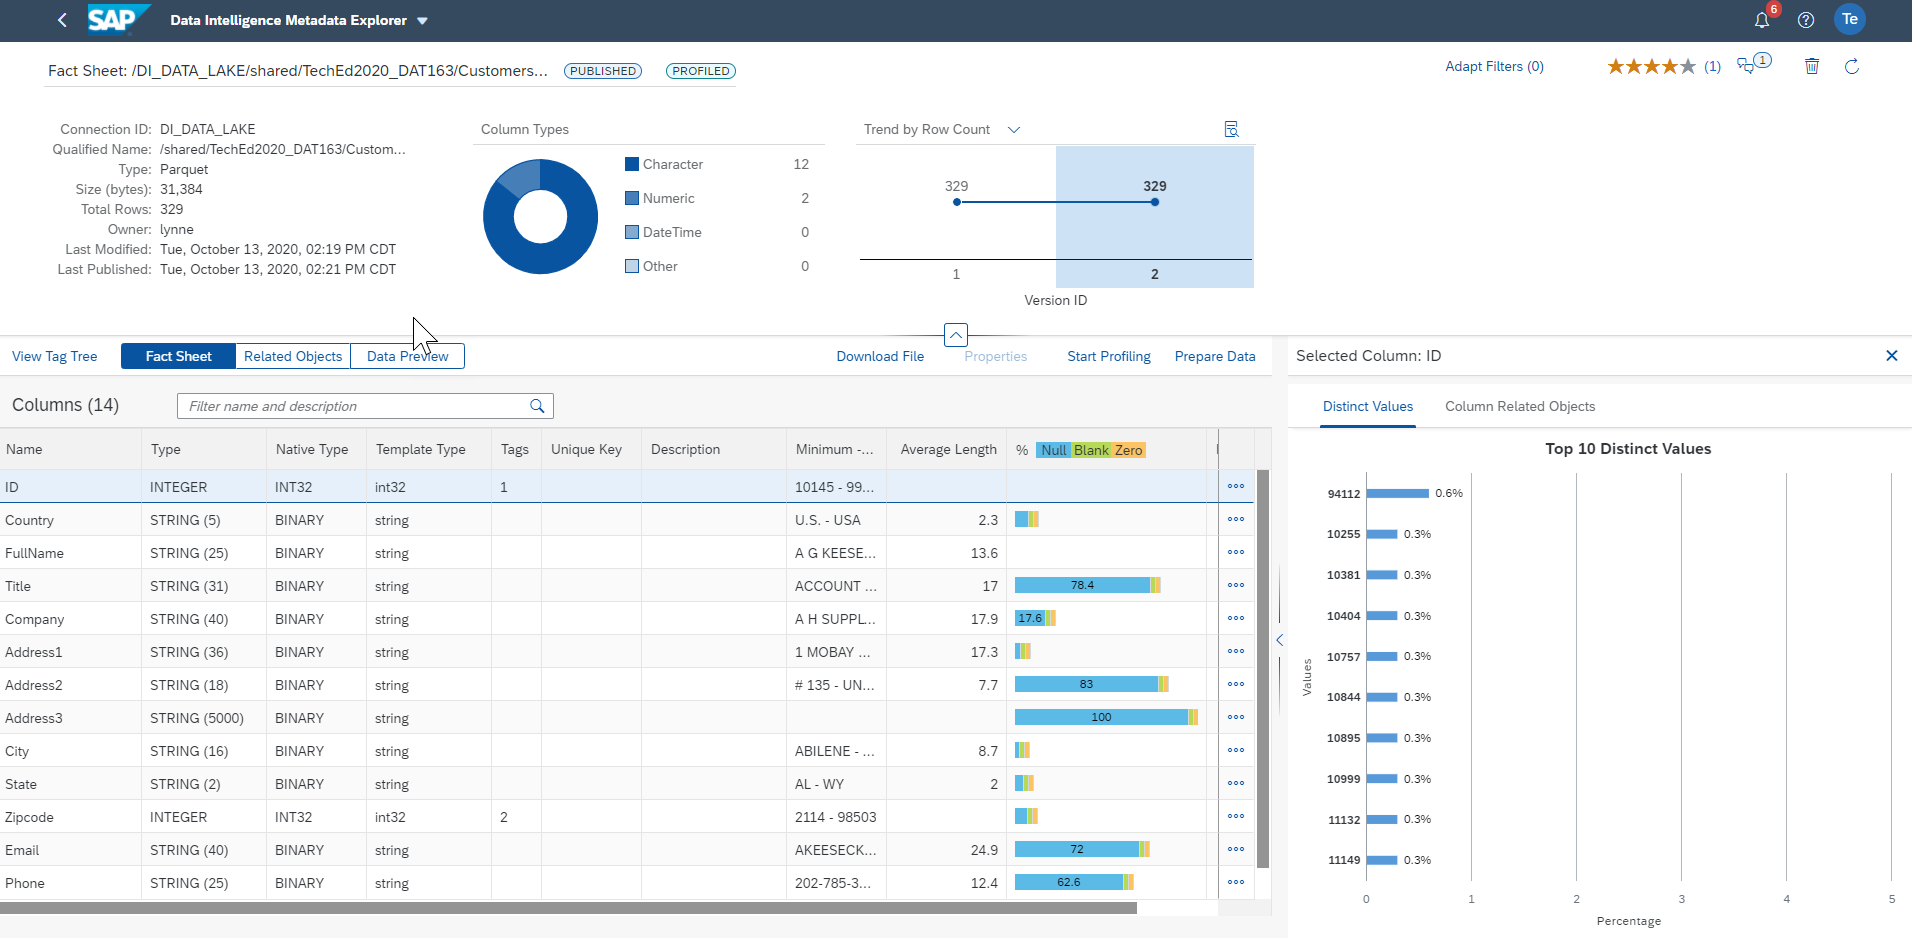 SAP Data Intelligence Metadata Explorer 6 Te
Fact Sheet: /DI_DATA_LAKE/shared/TechEd2020_DAT163/Customers... PUBLISHED PROFILED Adapt Filters (0) (1) 1
Connection ID: DI_DATA_LAKE
Qualified Name: /shared/TechEd2020_DAT163/Custom...
Type: Parquet
Size (bytes): 31,384
Total Rows: 329
Owner: lynne
Last Modified: Tue, October 13, 2020, 02:19 PM CDT
Last Published: Tue, October 13, 2020, 02:21 PM CDT
Column Types
Character 12
Numeric 2
DateTime 0
Other 0
Trend by Row Count
329 329
1 2
Version ID
View Tag Tree Fact Sheet Related Objects Data Preview Download File Properties Start Profiling Prepare Data
Columns (14) Filter name and description
Name Type Native Type Template Type Tags Unique Key Description Minimum -... Average Length % Null Blank Zero
ID INTEGER INT32 int32 1 10145 - 99...
Country STRING (5) BINARY string U.S. - USA 2.3
FullName STRING (25) BINARY string A G KEESE... 13.6
Title STRING (31) BINARY string ACCOUNT ... 17 78.4
Company STRING (40) BINARY string A H SUPPL... 17.9 17.6
Address1 STRING (36) BINARY string 1 MOBAY ... 17.3
Address2 STRING (18) BINARY string # 135 - UN... 7.7 83
Address3 STRING (5000) BINARY string 100
City STRING (16) BINARY string ABILENE - ... 8.7
State STRING (2) BINARY string AL - WY 2
Zipcode INTEGER INT32 int32 2 2114 - 98503
Email STRING (40) BINARY string AKEESECK... 24.9 72
Phone STRING (25) BINARY string 202-785-3... 12.4 62.6
Selected Column: ID
Distinct Values Column Related Objects
Top 10 Distinct Values
Values
94112 0.6%
10255 0.3%
10381 0.3%
10404 0.3%
10757 0.3%
10844 0.3%
10895 0.3%
10999 0.3%
11132 0.3%
11149 0.3%
0 1 2 3 4 5
Percentage